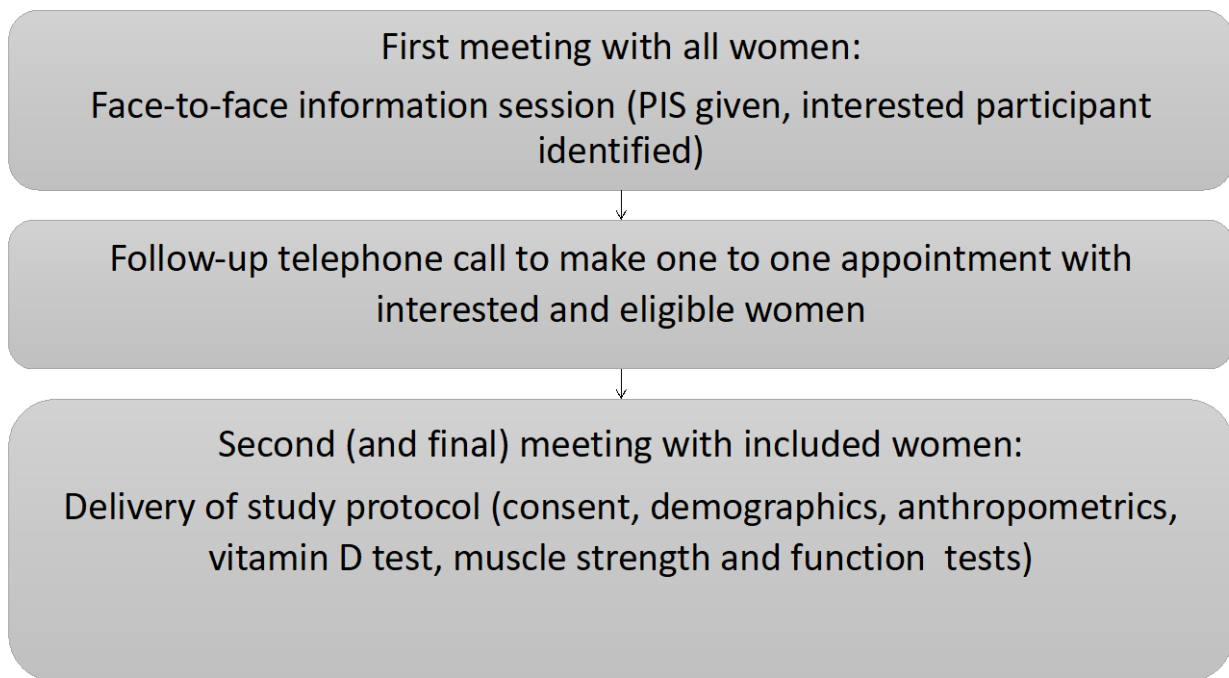 First meeting with all women:
Face-to-face information session (PIS given, interested participant
identified)
Follow-up telephone call to make one to one appointment with
interested and eligible women
Second (and final) meeting with included women:
Delivery of study protocol (consent, demographics, anthropometrics,
vitamin D test, muscle strength and function  tests)